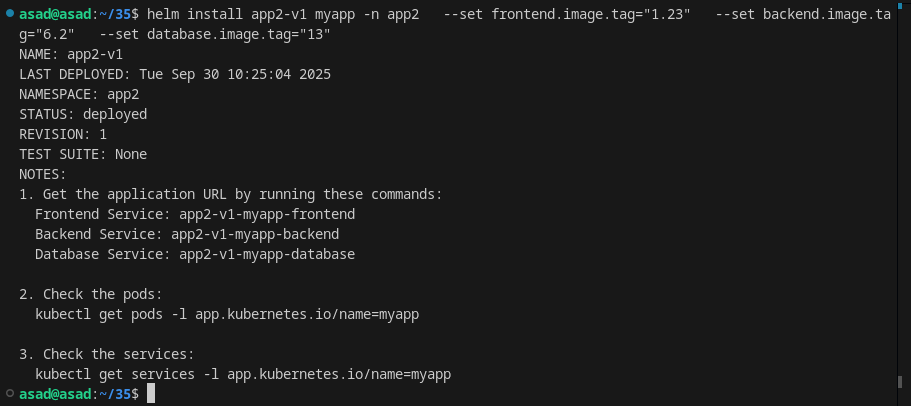 asad@asad:~/35$ helm install app2-v1 myapp -n app2   --set frontend.image.tag="1.23"   --set backend.image.ta
g="6.2"   --set database.image.tag="13"
NAME: app2-v1
LAST DEPLOYED: Tue Sep 30 10:25:04 2025
NAMESPACE: app2
STATUS: deployed
REVISION: 1
TEST SUITE: None
NOTES:
1. Get the application URL by running these commands:
  Frontend Service: app2-v1-myapp-frontend
  Backend Service: app2-v1-myapp-backend
  Database Service: app2-v1-myapp-database

2. Check the pods:
  kubectl get pods -l app.kubernetes.io/name=myapp

3. Check the services:
  kubectl get services -l app.kubernetes.io/name=myapp
asad@asad:~/35$